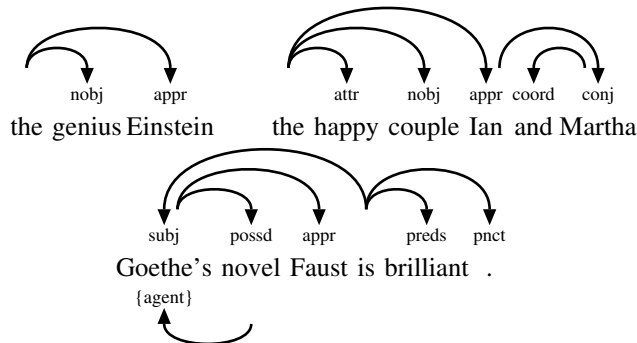 nobj appr attr nobj appr coord conj
the genius Einstein the happy couple Ian and Martha
subj possd appr preds pnct
Goethe's novel Faust is brilliant .
{agent}